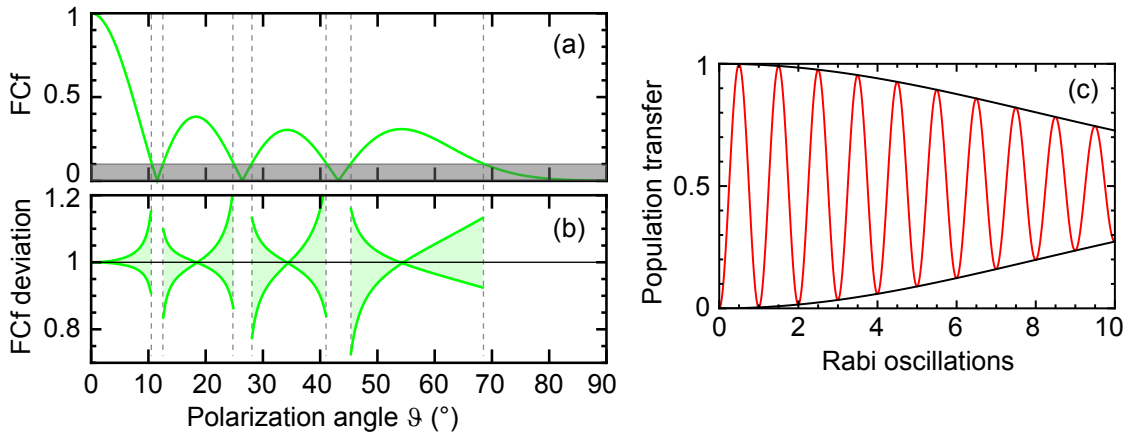 1
0.5
0
FCf
(a)
1.2
1
0.8
FCf deviation
(b)
0 10 20 30 40 50 60 70 80 90
Polarization angle ϑ (°)
1
0.5
0
Population transfer
(c)
0 2 4 6 8 10
Rabi oscillations